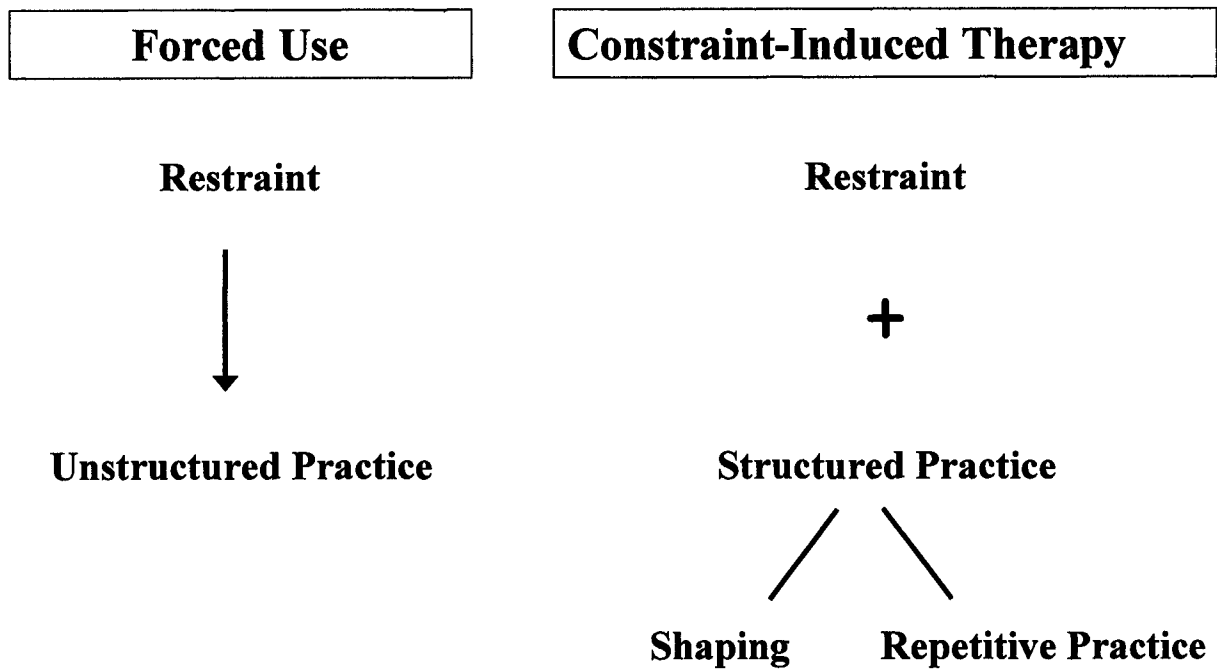 Forced Use
Constraint-Induced Therapy
Restraint
Restraint
+
Unstructured Practice
Structured Practice
Shaping
Repetitive Practice